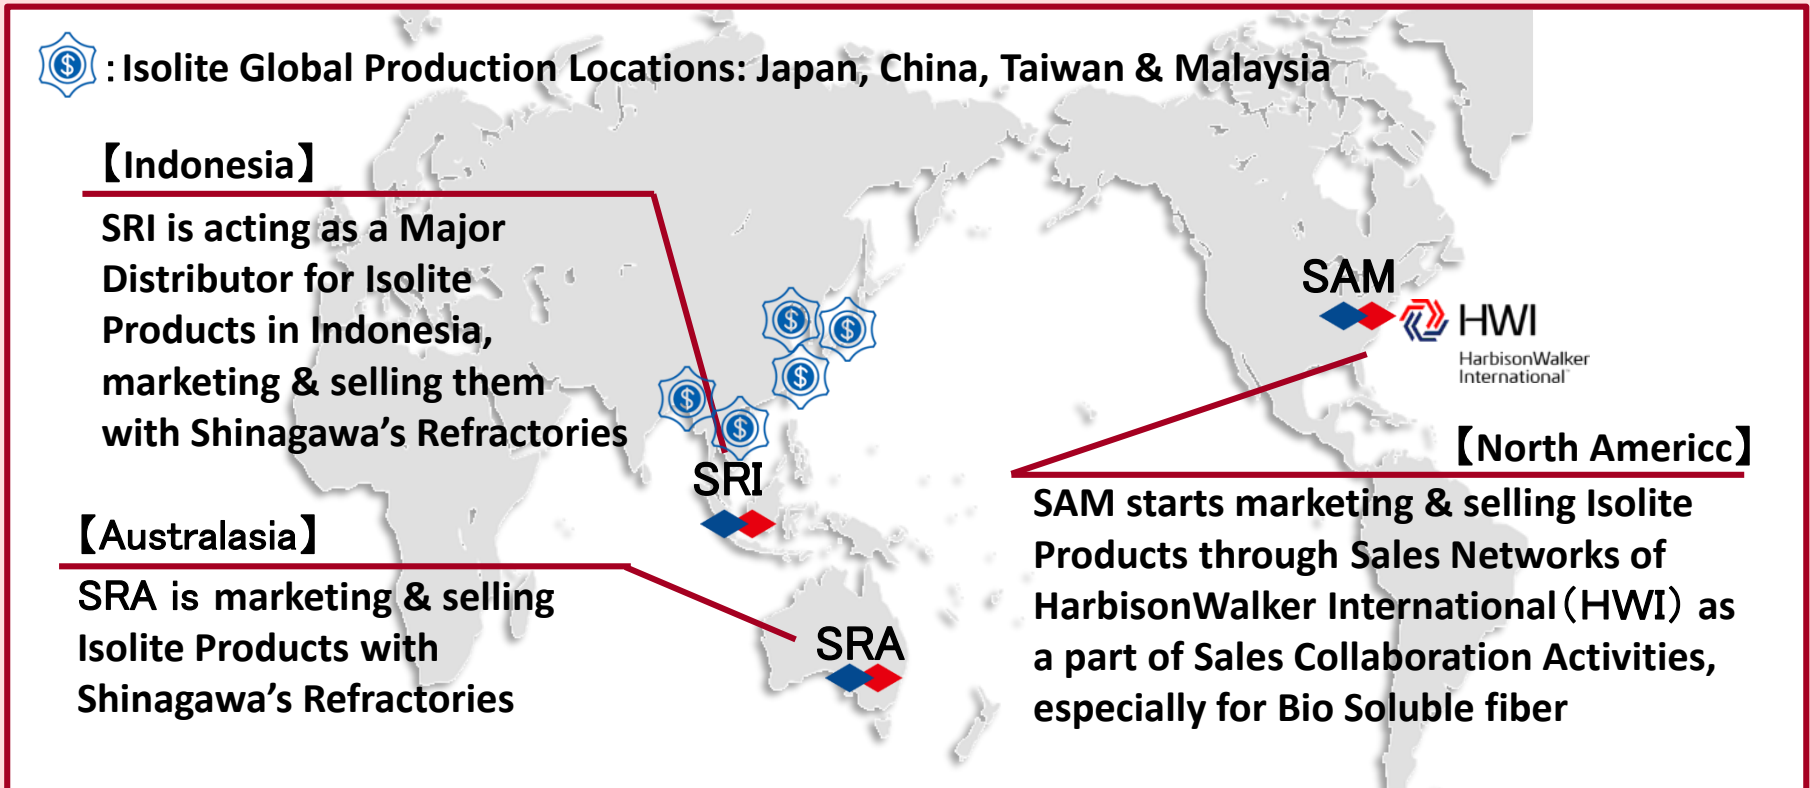 : Isolite Global Production Locations: Japan, China, Taiwan & Malaysia
【Indonesia】
SRI is acting as a Major
Distributor for Isolite
Products in Indonesia,
marketing & selling them
with Shinagawa’s Refractories
SRI
【Australasia】
SRA is marketing & selling
Isolite Products with
Shinagawa’s Refractories
SRA
SAM
HWI
HarbisonWalker
International
【North Americc】
SAM starts marketing & selling Isolite
Products through Sales Networks of
HarbisonWalker International（HWI）as
a part of Sales Collaboration Activities,
especially for Bio Soluble fiber